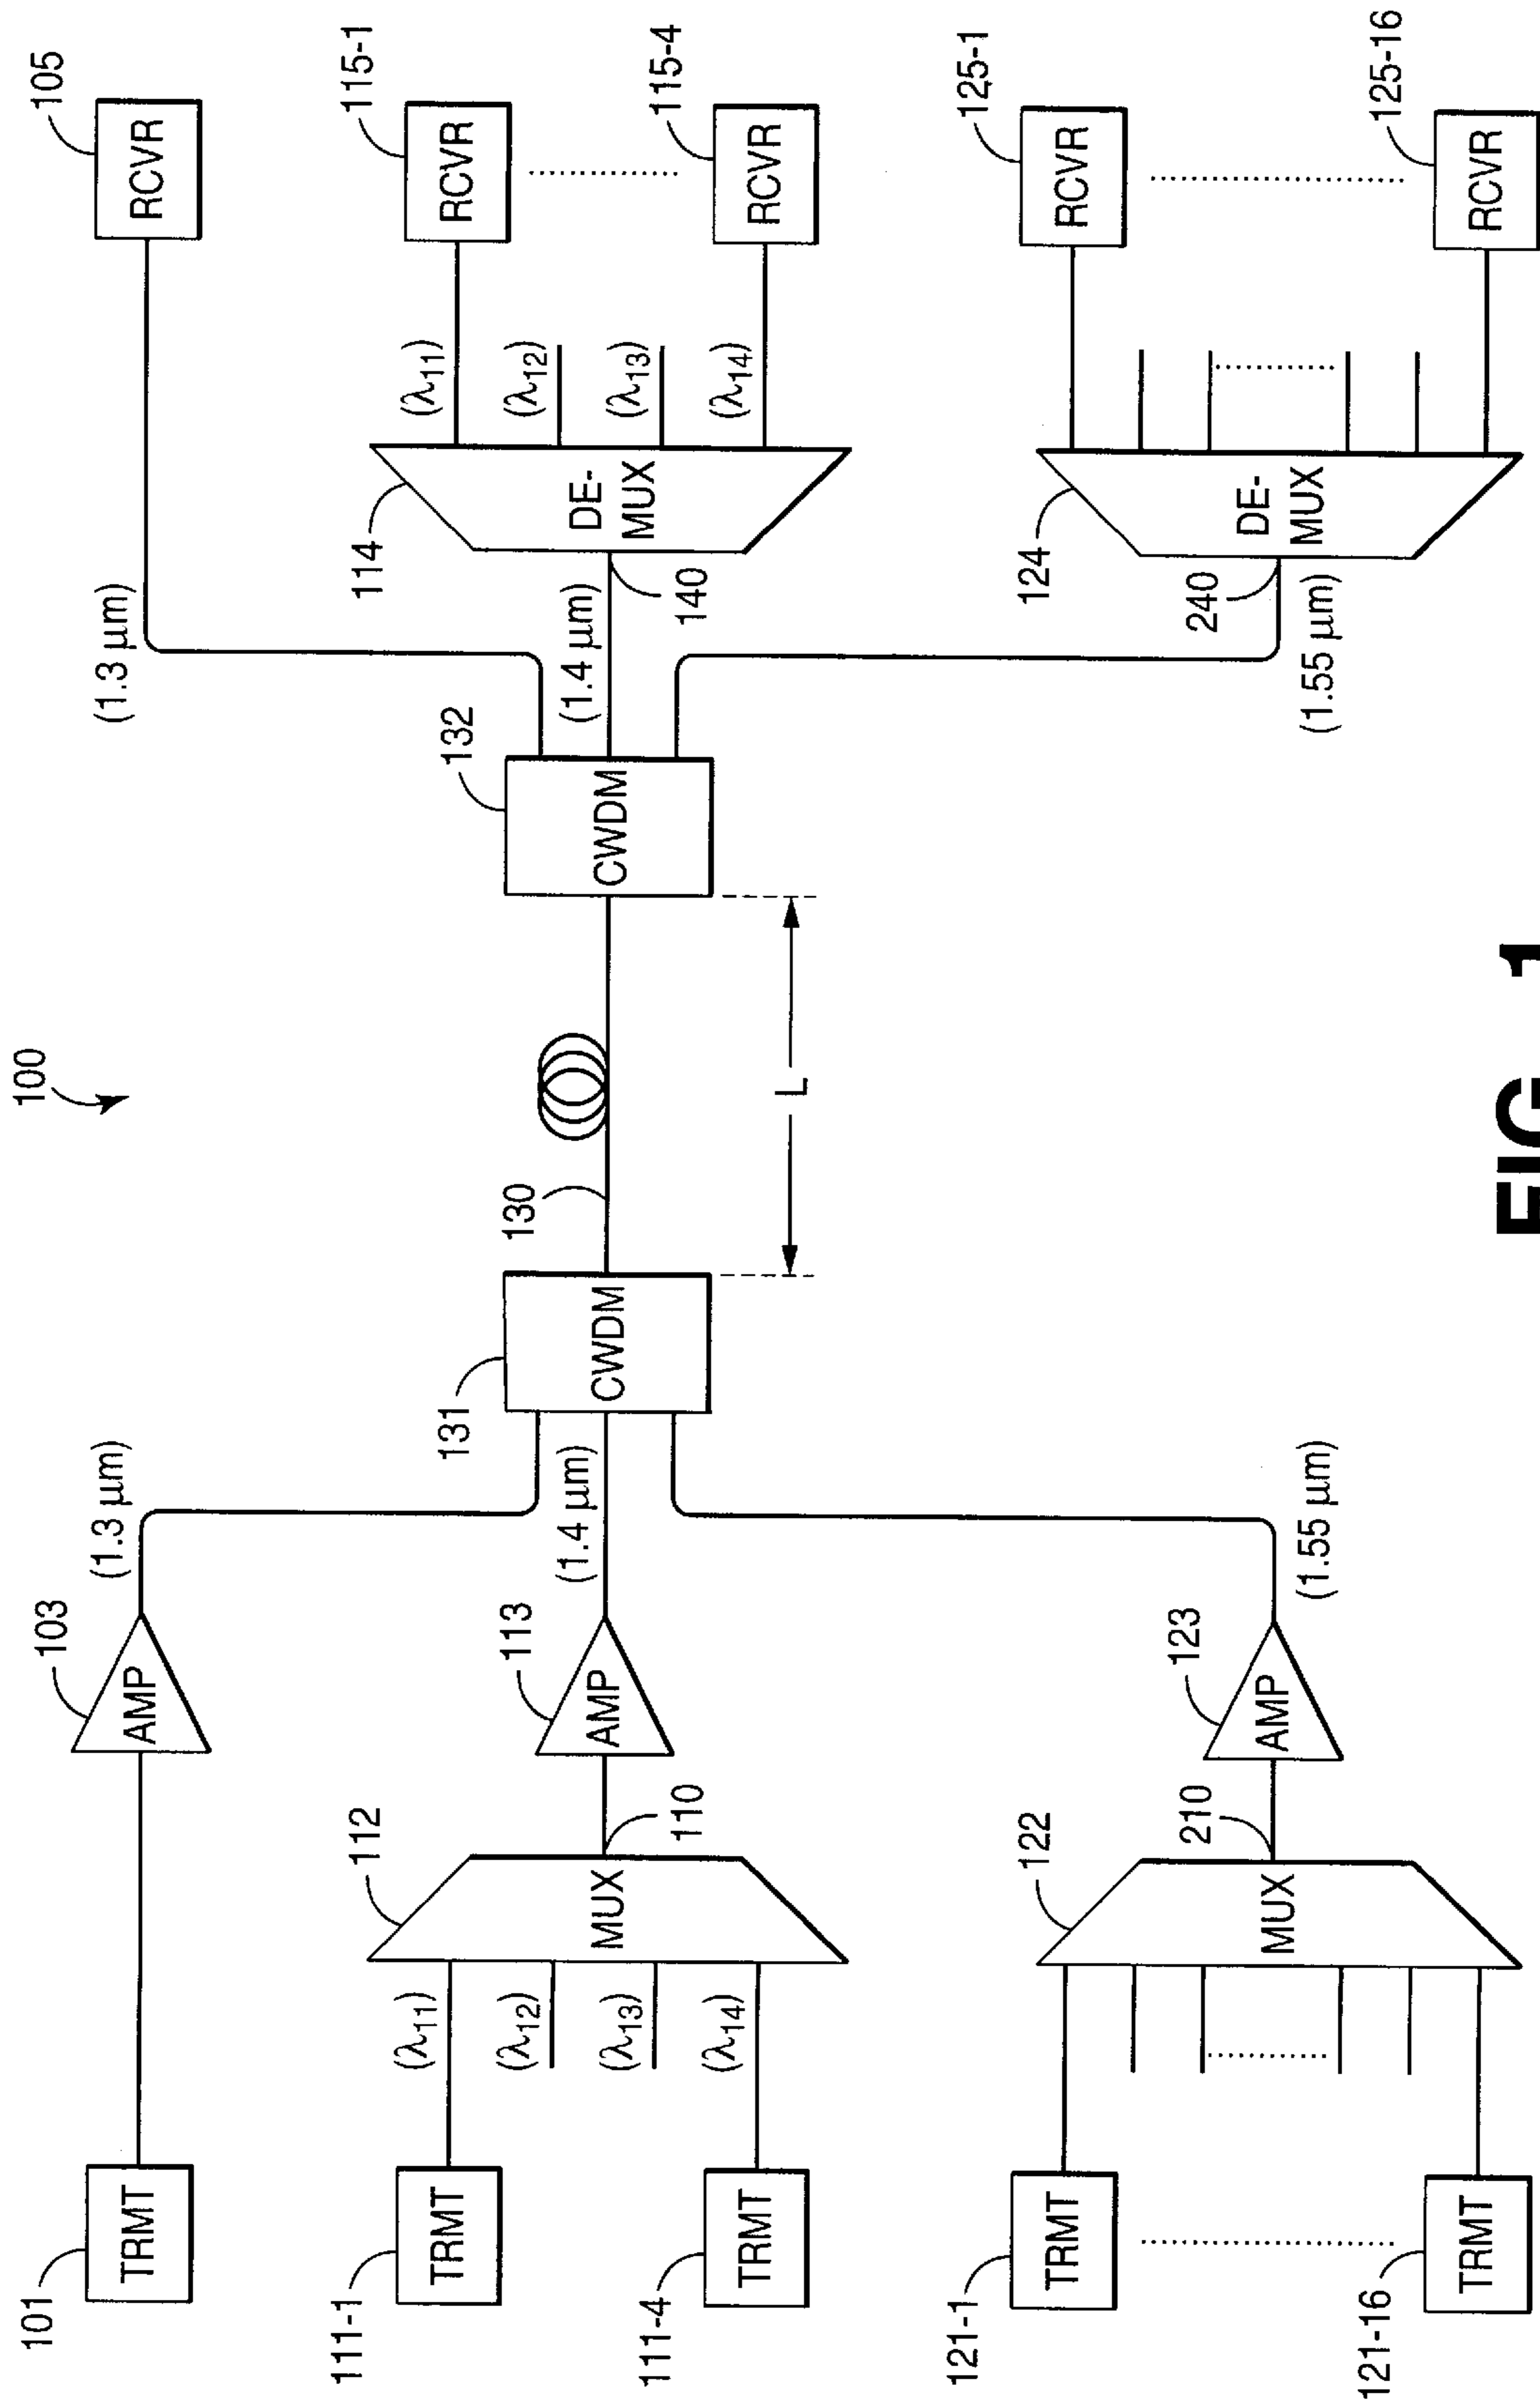 100
101
TRMT
103
AMP
(1.3 µm)
(1.3 µm)
105
RCVR
111-1
TRMT
111-4
TRMT
(λ11)
(λ12)
(λ13)
(λ14)
112
MUX
110
113
AMP
(1.4 µm)
131
CWDM
130
L
132
CWDM
(1.4 µm)
140
114
DE-
MUX
(λ11)
(λ12)
(λ13)
(λ14)
115-1
RCVR
115-4
RCVR
121-1
TRMT
121-16
TRMT
122
MUX
210
123
AMP
(1.55 µm)
(1.55 µm)
240
124
DE-
MUX
125-1
RCVR
125-16
RCVR
FIG. 1